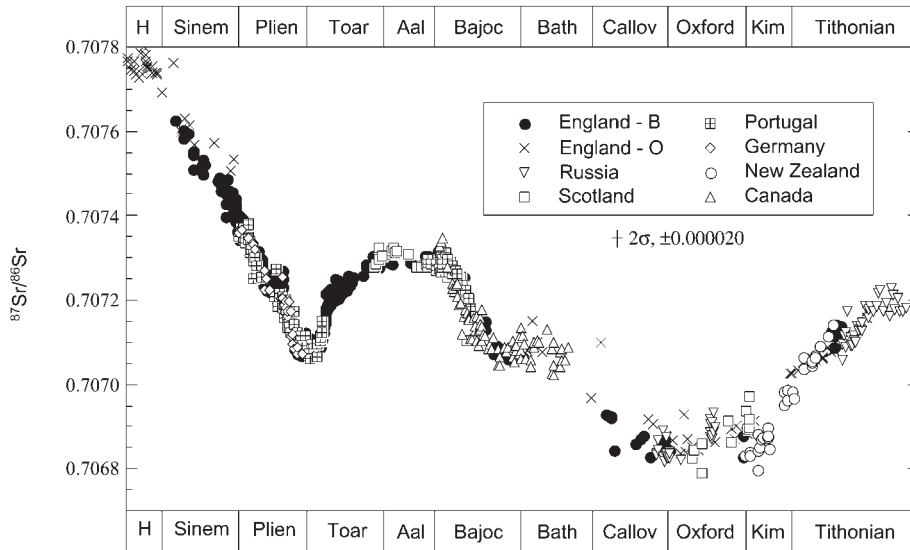 H Sinem Plien Toar Aal Bajoc Bath Callov Oxford Kim Tithonian
0.7078
0.7076
0.7074
0.7072
0.7070
0.7068
⁸⁷Sr/⁸⁶Sr
England - B
England - O
Russia
Scotland
Portugal
Germany
New Zealand
Canada
2σ, ±0.000020
H Sinem Plien Toar Aal Bajoc Bath Callov Oxford Kim Tithonian